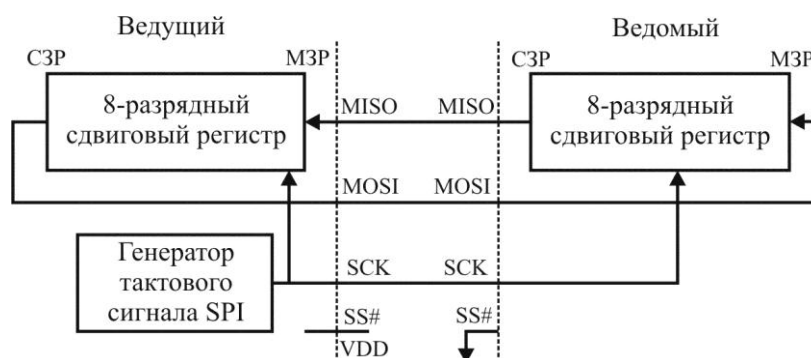 Ведущий
Ведомый
СЗР
МЗР
СЗР
МЗР
8-разрядный
сдвиговый регистр
MISO
MISO
8-разрядный
сдвиговый регистр
MOSI
MOSI
Генератор
тактового
сигнала SPI
SCK
SCK
SS#
SS#
VDD